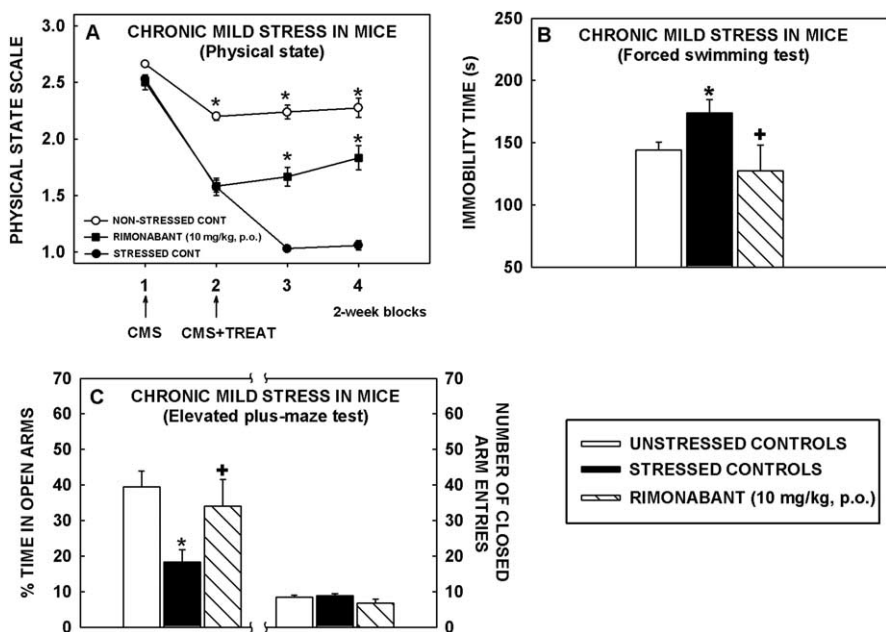 A
CHRONIC MILD STRESS IN MICE
(Physical state)
PHYSICAL STATE SCALE
3.0
2.5
2.0
1.5
1.0
* * *
* *
NON-STRESSED CONT
RIMONABANT (10 mg/kg, p.o.)
STRESSED CONT
1 2 3 4
2-week blocks
CMS CMS+TREAT
B
CHRONIC MILD STRESS IN MICE
(Forced swimming test)
IMMOBILITY TIME (s)
250
200
150
100
50
*
+
C
CHRONIC MILD STRESS IN MICE
(Elevated plus-maze test)
% TIME IN OPEN ARMS
70
60
50
40
30
20
10
0
*
+
70
60
50
40
30
20
10
0
NUMBER OF CLOSED
ARM ENTRIES
UNSTRESSED CONTROLS
STRESSED CONTROLS
RIMONABANT (10 mg/kg, p.o.)